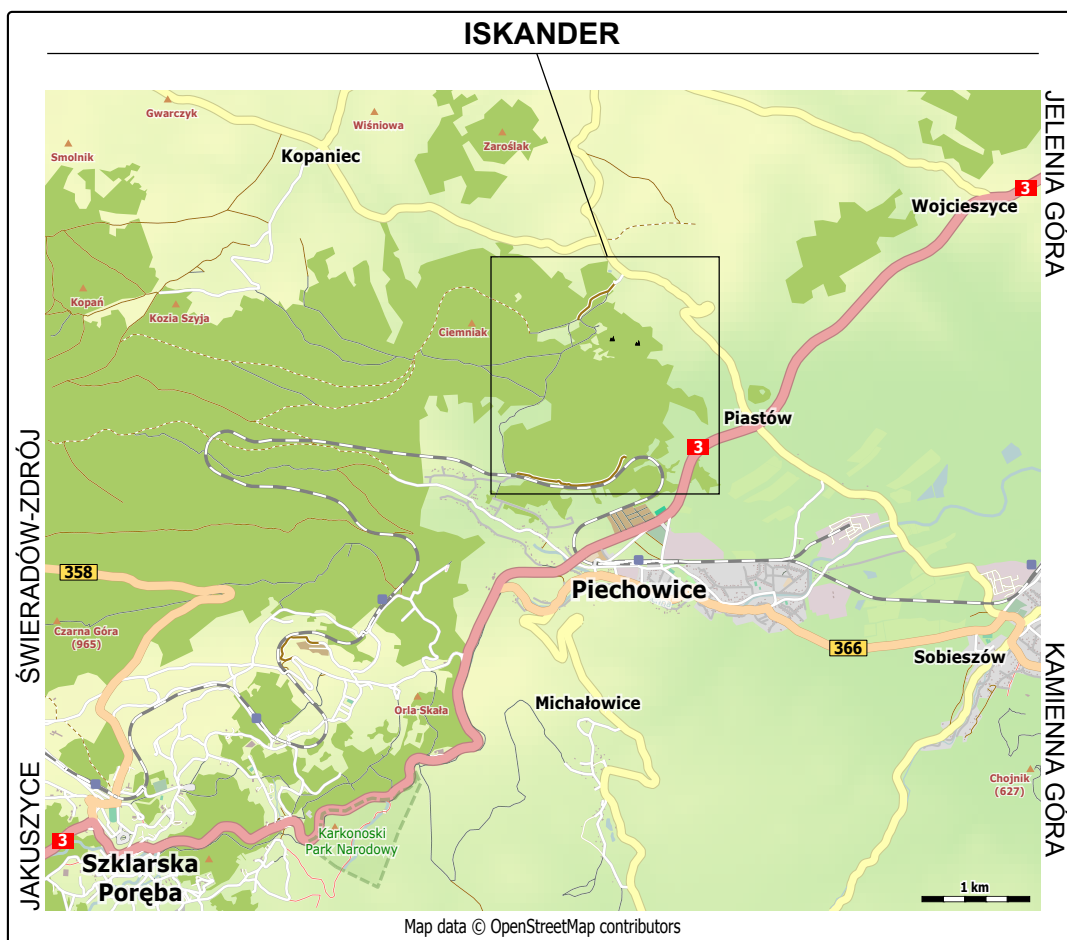 ISKANDER
Gwarczyk
Wiśniowa
Smolnik
Kopaniec
Zaroślak
JELENIA GÓRA
3
Wojcieszyce
Kopań
Kozia Szyja
Ciemniak
Piastów
3
ŚWIERADÓW-ZDRÓJ
358
Piechowice
Czarna Góra
(965)
366
Sobieszów
KAMIENNA GÓRA
Orla Skała
Michałowice
JAKUSZYCE
Chojnik
(627)
Karkonoski
Park Narodowy
3
Szklarska
Poręba
1 km
Map data © OpenStreetMap contributors